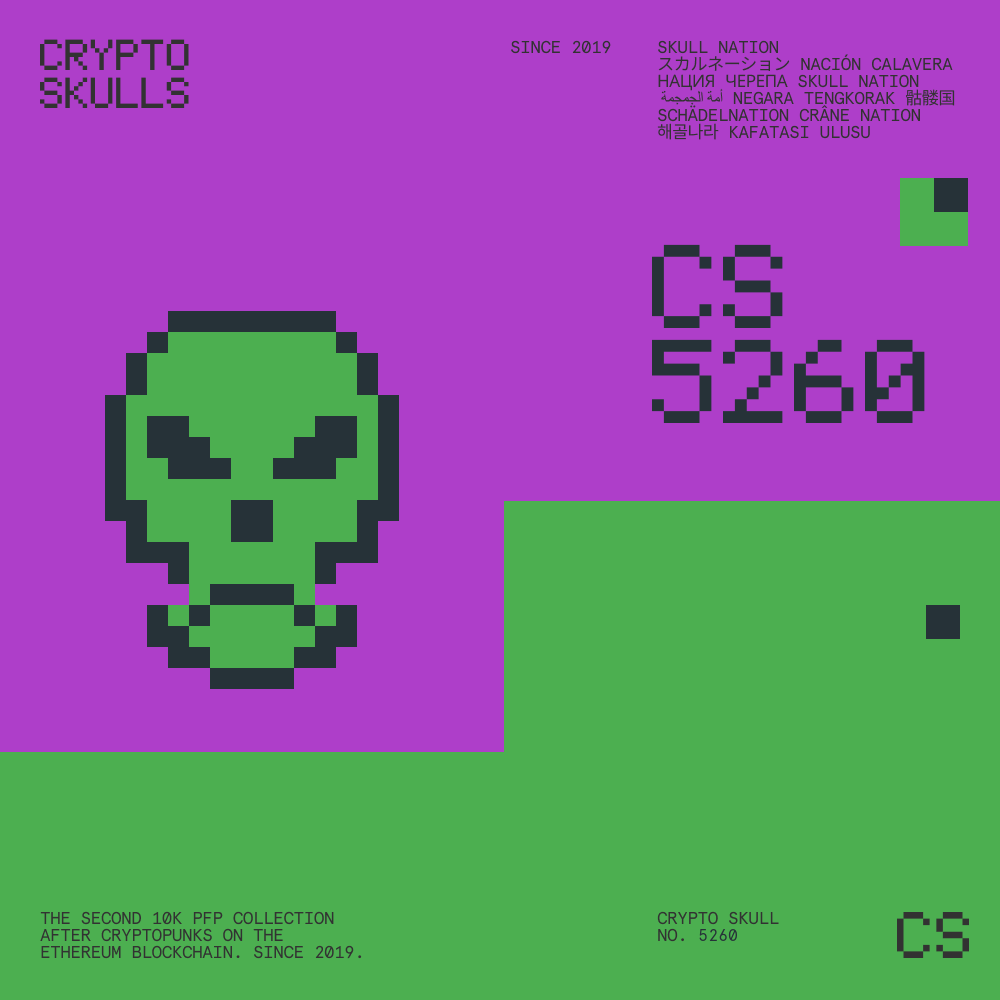 CRYPTO
SKULLS
SINCE 2019
SKULL NATION
スカルネーション NACIÓN CALAVERA
НАЦИЯ ЧЕРЕПА SKULL NATION
أمة الجمجمة NEGARA TENGKORAK 骷髅国
SCHÄDELNATION CRÂNE NATION
해골나라 KAFATASI ULUSU
CS
5260
THE SECOND 10K PFP COLLECTION
AFTER CRYPTOPUNKS ON THE
ETHEREUM BLOCKCHAIN. SINCE 2019.
CRYPTO SKULL
NO. 5260
CS